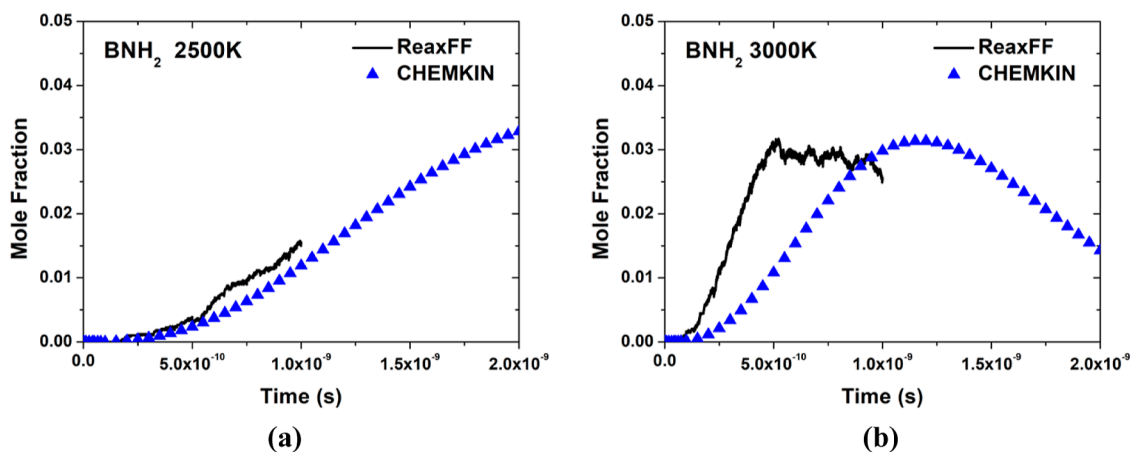 BNH₂ 2500K
ReaxFF
CHEMKIN
Mole Fraction
0.05
0.04
0.03
0.02
0.01
0.00
0.0
5.0x10⁻¹⁰
1.0x10⁻⁹
1.5x10⁻⁹
2.0x10⁻⁹
Time (s)
(a)
BNH₂ 3000K
ReaxFF
CHEMKIN
Mole Fraction
0.05
0.04
0.03
0.02
0.01
0.00
0.0
5.0x10⁻¹⁰
1.0x10⁻⁹
1.5x10⁻⁹
2.0x10⁻⁹
Time (s)
(b)